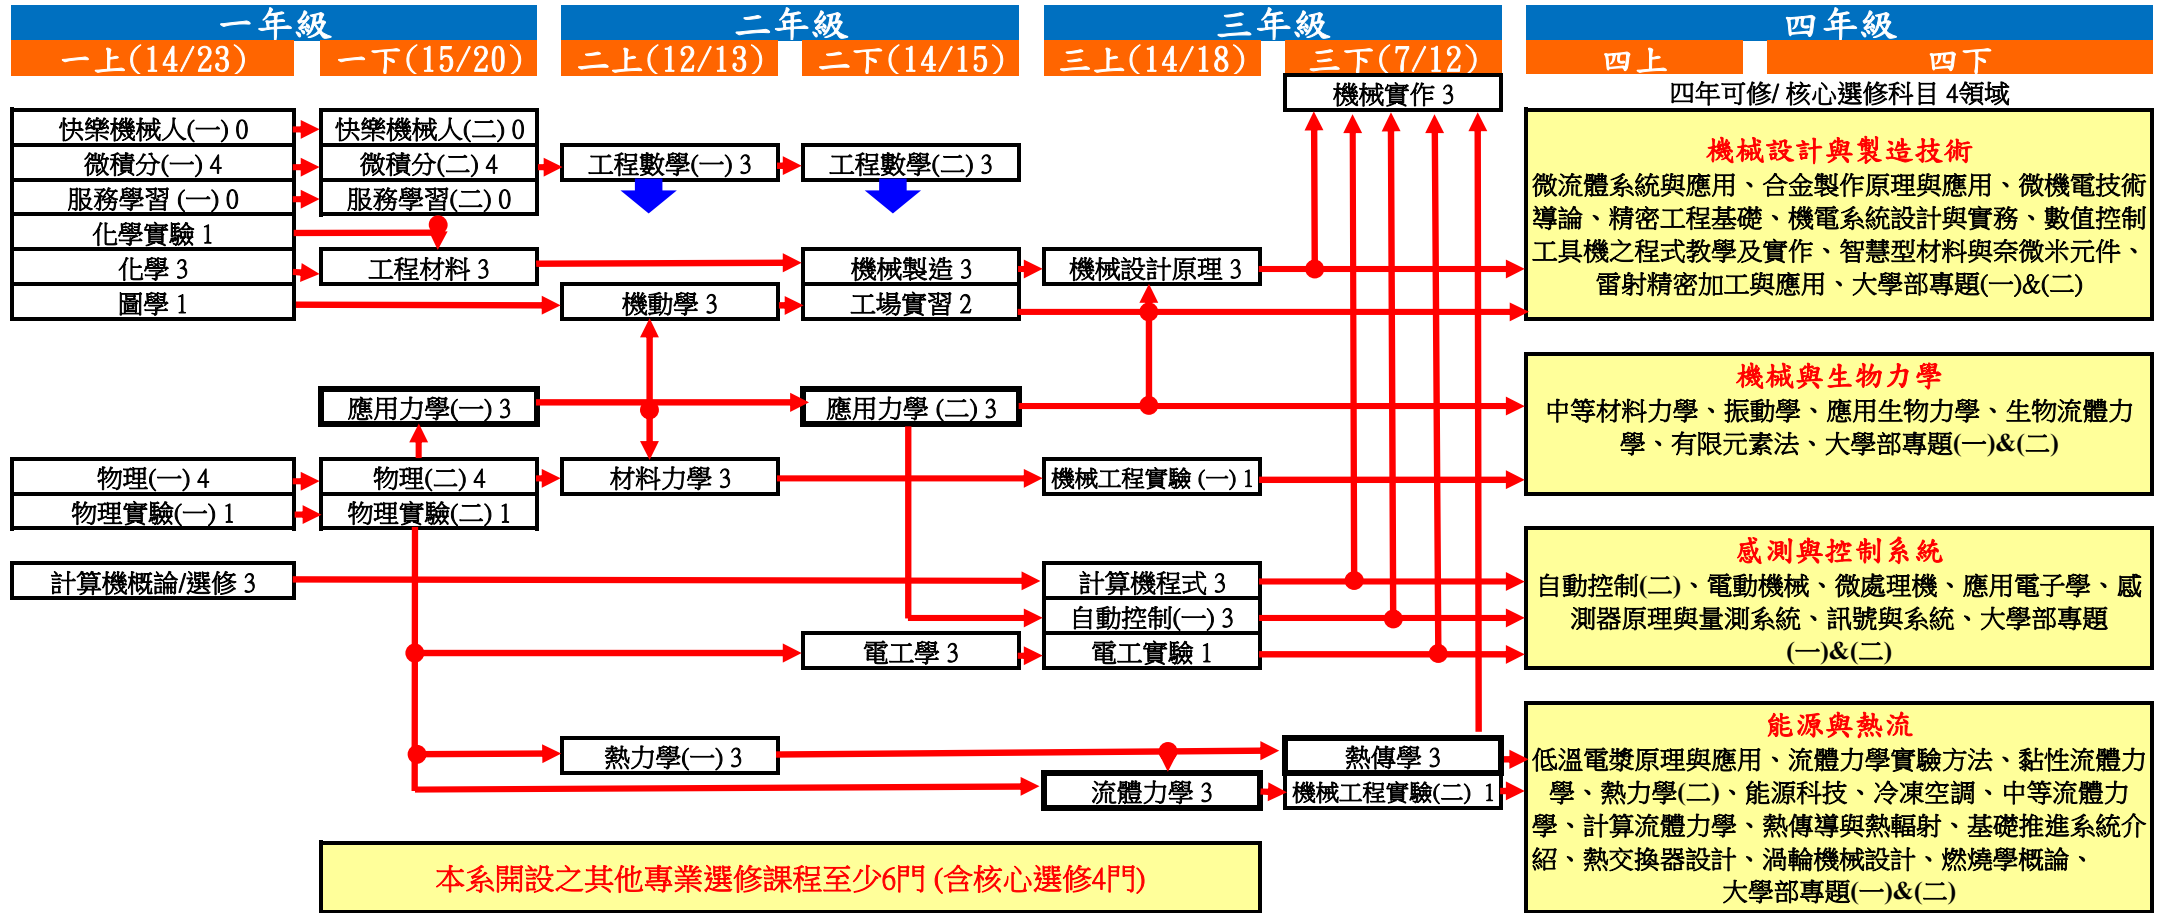 一年級
二年級
三年級
四年級
一上(14/23)
一下(15/20)
二上(12/13)
二下(14/15)
三上(14/18)
三下(7/12)
四上
四下
機械實作 3
四年可修/ 核心選修科目 4領域
快樂機械人(一) 0
快樂機械人(二) 0
微積分(一) 4
微積分(二) 4
工程數學(一) 3
工程數學(二) 3
服務學習 (一) 0
服務學習(二) 0
化學實驗 1
化學 3
工程材料 3
機械製造 3
機械設計原理 3
圖學 1
機動學 3
工場實習 2
機械設計與製造技術
微流體系統與應用、合金製作原理與應用、微機電技術
導論、精密工程基礎、機電系統設計與實務、數值控制
工具機之程式教學及實作、智慧型材料與奈微米元件、
雷射精密加工與應用、大學部專題(一)&(二)
應用力學(一) 3
應用力學 (二) 3
機械與生物力學
中等材料力學、振動學、應用生物力學、生物流體力
學、有限元素法、大學部專題(一)&(二)
物理(一) 4
物理(二) 4
材料力學 3
機械工程實驗 (一) 1
物理實驗(一) 1
物理實驗(二) 1
計算機概論/選修 3
計算機程式 3
自動控制(一) 3
電工學 3
電工實驗 1
感測與控制系統
自動控制(二)、電動機械、微處理機、應用電子學、感
測器原理與量測系統、訊號與系統、大學部專題
(一)&(二)
熱力學(一) 3
熱傳學 3
流體力學 3
機械工程實驗(二) 1
能源與熱流
低溫電漿原理與應用、流體力學實驗方法、黏性流體力
學、熱力學(二)、能源科技、冷凍空調、中等流體力
學、計算流體力學、熱傳導與熱輻射、基礎推進系統介
紹、熱交換器設計、渦輪機械設計、燃燒學概論、
大學部專題(一)&(二)
本系開設之其他專業選修課程至少6門 (含核心選修4門)